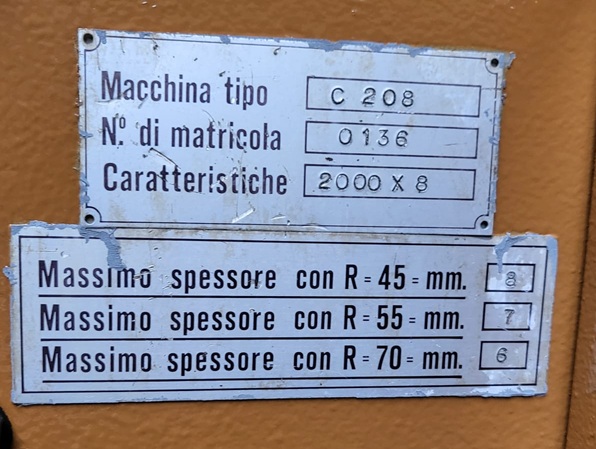 Macchina tipo C 208
N.º di matricola 0136
Caratteristiche 2000 X 8
Massimo spessore con R = 45 = mm. 8
Massimo spessore con R = 55 = mm. 7
Massimo spessore con R = 70 = mm. 6